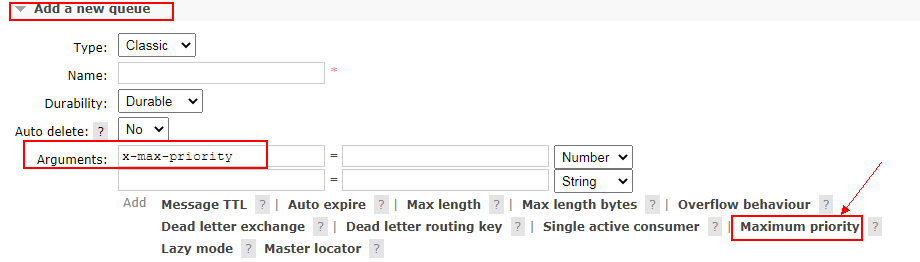 Add a new queue
Type: Classic
Name: *
Durability: Durable
Auto delete: ? No
Arguments: x-max-priority = Number
= String
Add Message TTL ? | Auto expire ? | Max length ? | Max length bytes ? | Overflow behaviour ?
Dead letter exchange ? | Dead letter routing key ? | Single active consumer ? | Maximum priority ?
Lazy mode ? Master locator ?